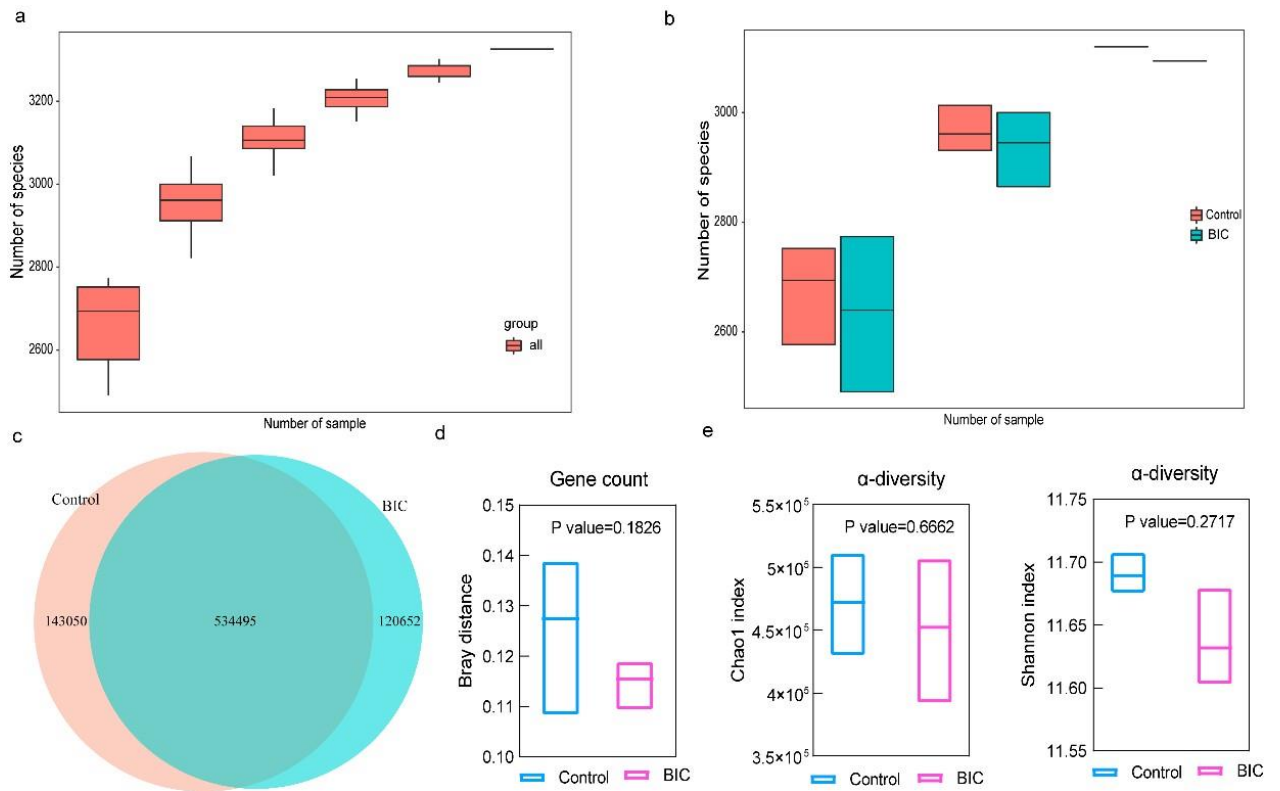 a
3200
3000
2800
2600
Number of species
group
all
Number of sample
b
3000
2800
2600
Number of species
Control
BIC
Number of sample
c
Control
BIC
143050
534495
120652
d
Gene count
P value=0.1826
0.15
0.14
0.13
0.12
0.11
0.10
Bray distance
Control BIC
e
α-diversity
P value=0.6662
5.5×10⁵
5×10⁵
4.5×10⁵
4×10⁵
3.5×10⁵
Chao1 index
Control BIC
α-diversity
P value=0.2717
11.75
11.70
11.65
11.60
11.55
Shannon index
Control BIC